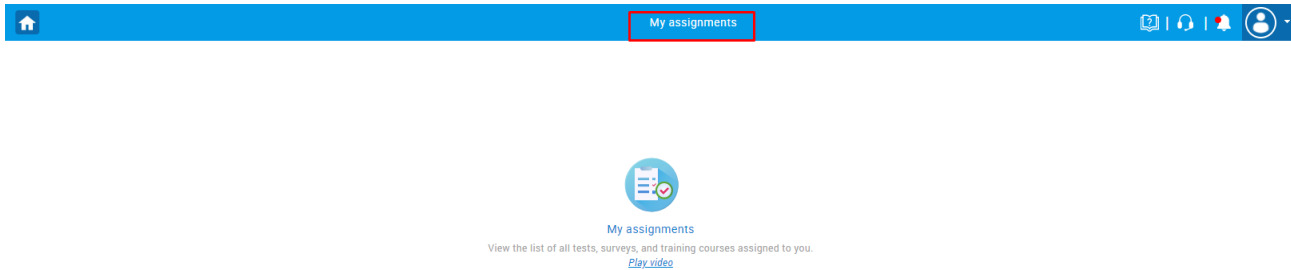 My assignments
My assignments
View the list of all tests, surveys, and training courses assigned to you.
Play video